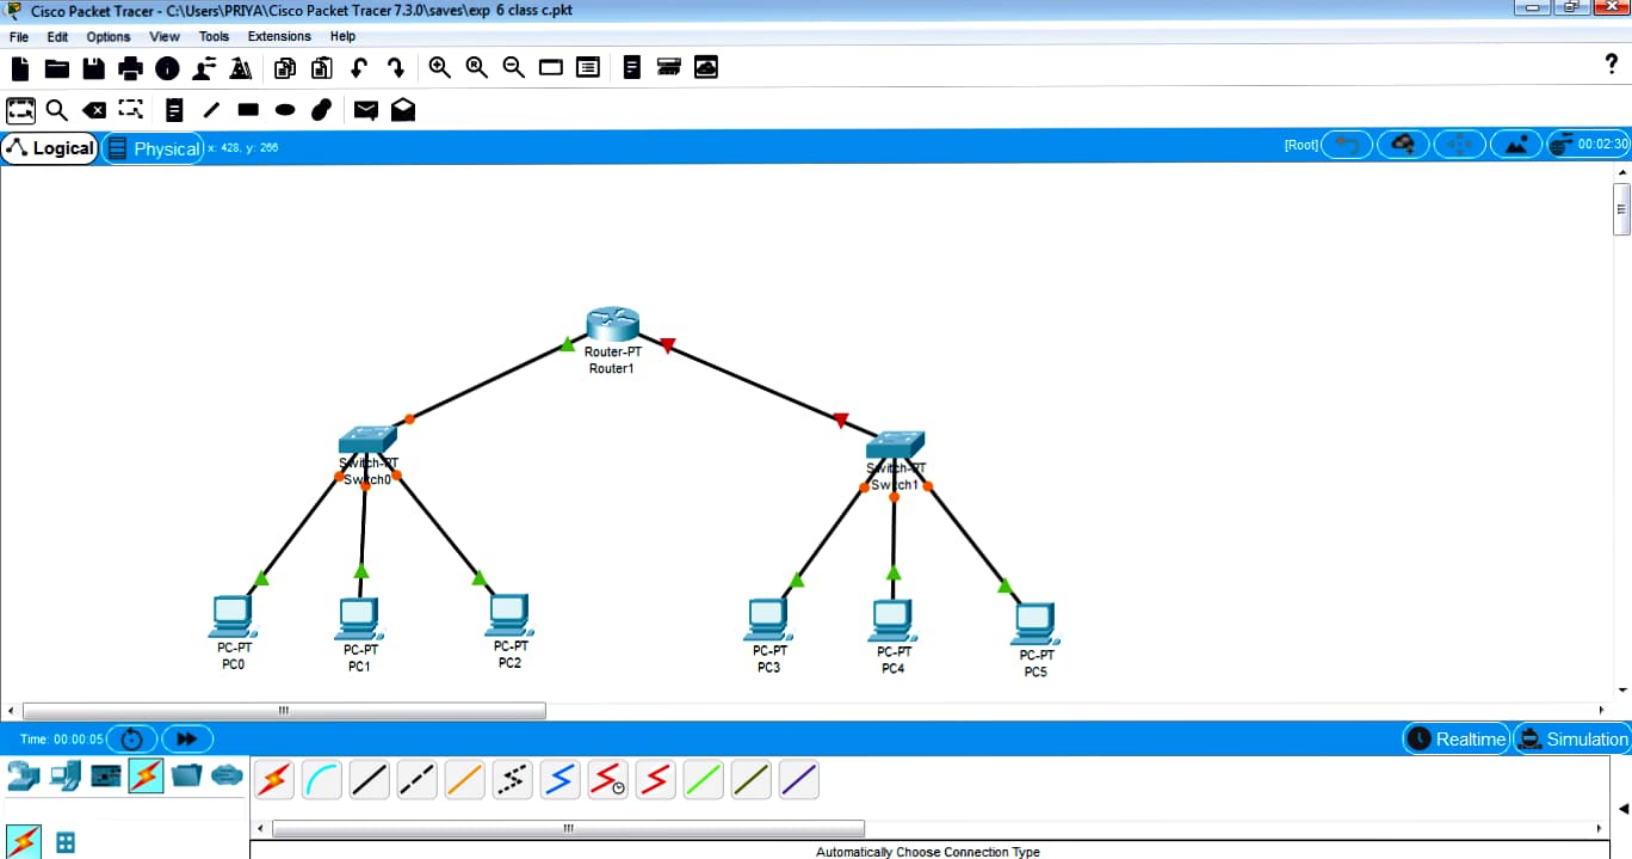 Cisco Packet Tracer - C:\Users\PRIYA\Cisco Packet Tracer 7.3.0\saves\exp 6 class c.pkt
File Edit Options View Tools Extensions Help
?
Logical Physical x: 428, y: 266 [Root] 00:02:30
Router-PT
Router1
Switch-PT
Switch0
Switch-PT
Switch1
PC-PT
PC0
PC-PT
PC1
PC-PT
PC2
PC-PT
PC3
PC-PT
PC4
PC-PT
PC5
Time: 00:00:05 Realtime Simulation
Automatically Choose Connection Type